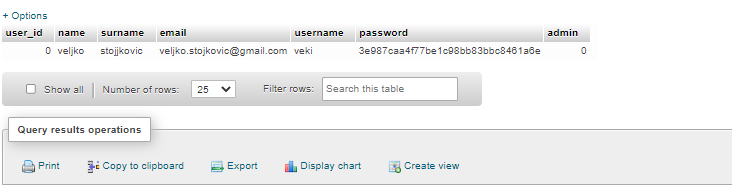 + Options
user_id name surname email username password admin
0 veljko stojjkovic veljko.stojkovic@gmail.com veki 3e987caa4f77be1c98bb83bbc8461a6e 0
Show all Number of rows: 25 Filter rows: Search this table
Query results operations
Print Copy to clipboard Export Display chart Create view